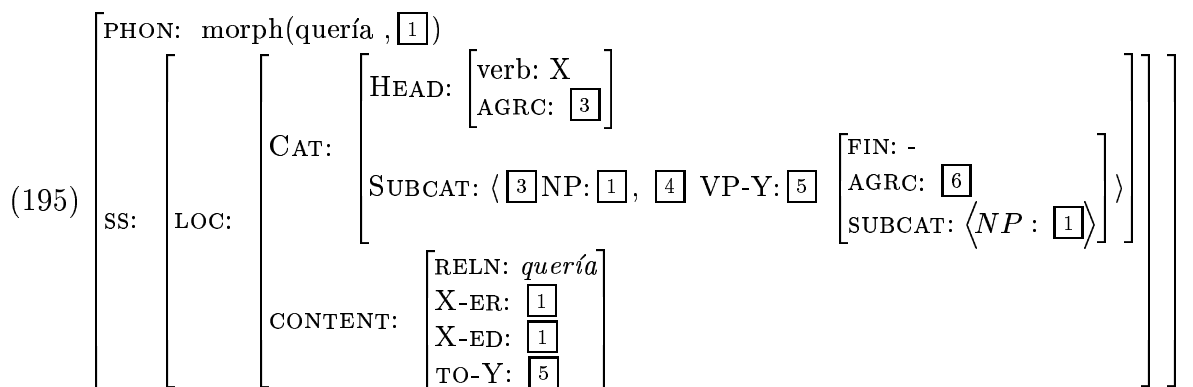 PHON: morph(quería , 1)
HEAD: verb: X
AGRC: 3
CAT:
FIN: -
(195) SS: LOC: SUBCAT: ⟨ 3 NP: 1 , 4 VP-Y: 5 AGRC: 6 ⟩
SUBCAT: ⟨NP : 1⟩
RELN: quería
X-ER: 1
CONTENT:
X-ED: 1
TO-Y: 5